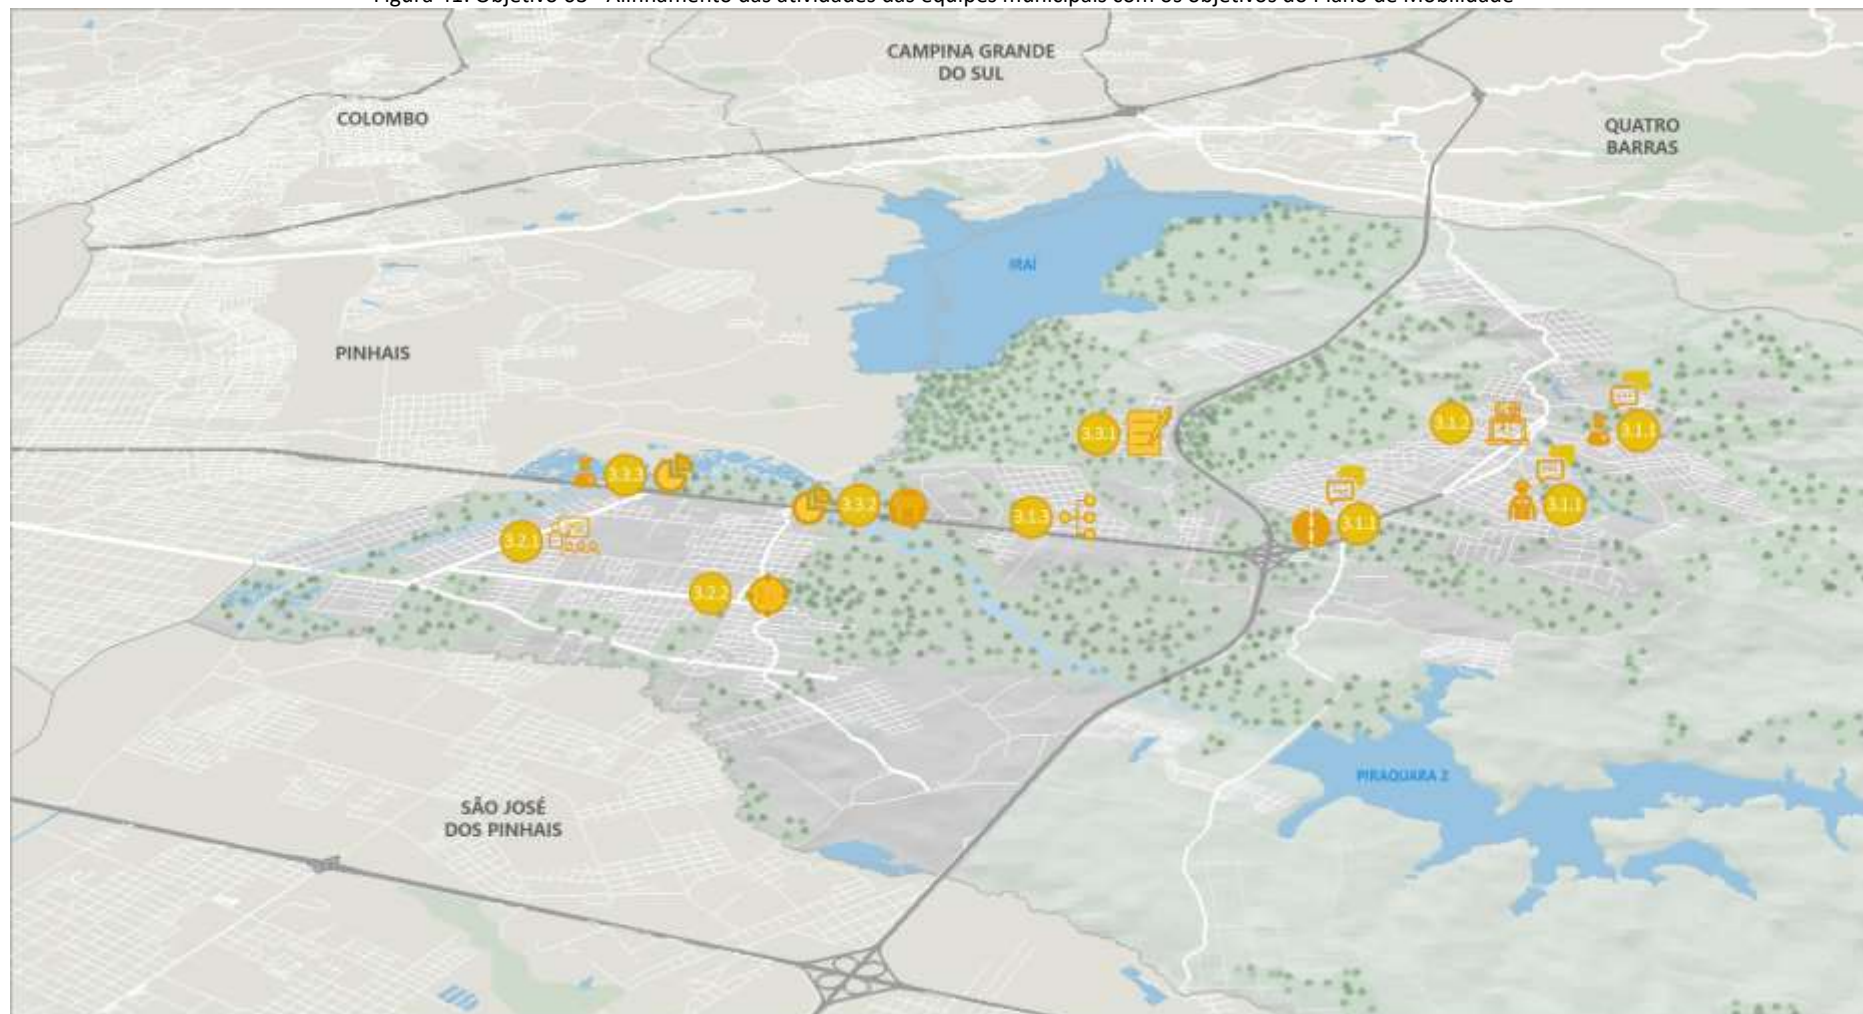 Figura 41: Objetivo 03 - Alinhamento das atividades das equipes municipais com os objetivos do Plano de Mobilidade
CAMPINA GRANDE
DO SUL
COLOMBO
QUATRO
BARRAS
IRAÍ
PINHAIS
3.3.1
3.1.2
3.1.1
3.3.3
3.3.2
3.1.3
3.1.1
3.1.1
3.2.1
3.2.2
PIRAQUARA 2
SÃO JOSÉ
DOS PINHAIS